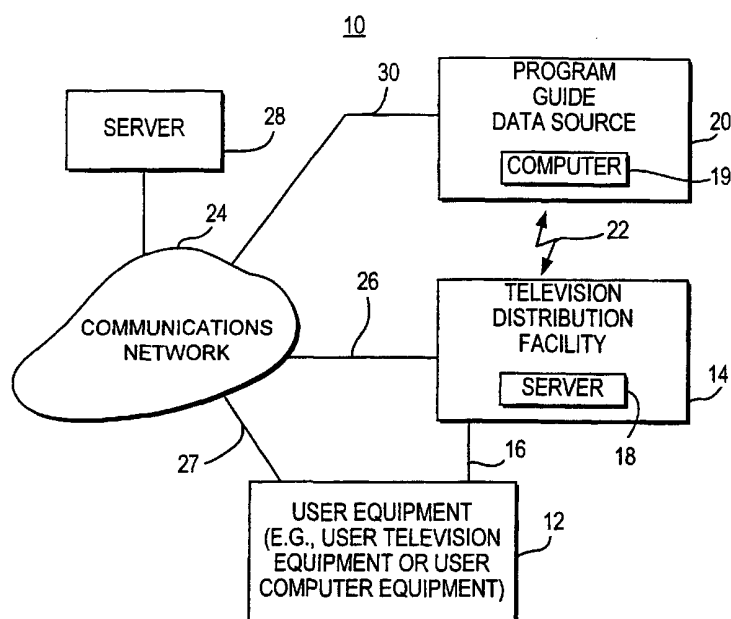 10
30
PROGRAM
GUIDE
DATA SOURCE
COMPUTER
20
19
SERVER
28
24
22
COMMUNICATIONS
NETWORK
26
TELEVISION
DISTRIBUTION
FACILITY
SERVER
14
18
27
16
USER EQUIPMENT
(E.G., USER TELEVISION
EQUIPMENT OR USER
COMPUTER EQUIPMENT)
12